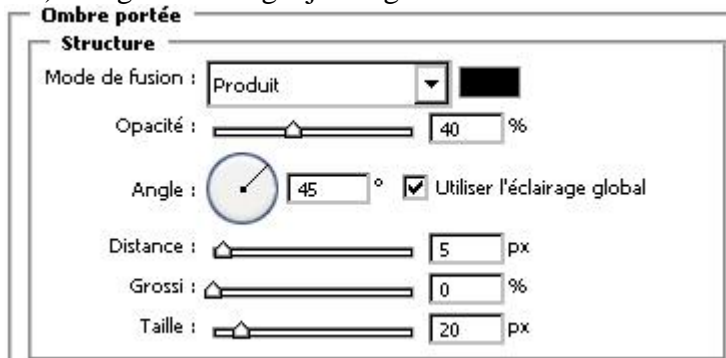 Ombre portée
Structure
Mode de fusion : Produit
Opacité : 40 %
Angle : 45 ° Utiliser l'éclairage global
Distance : 5 px
Grossi : 0 %
Taille : 20 px